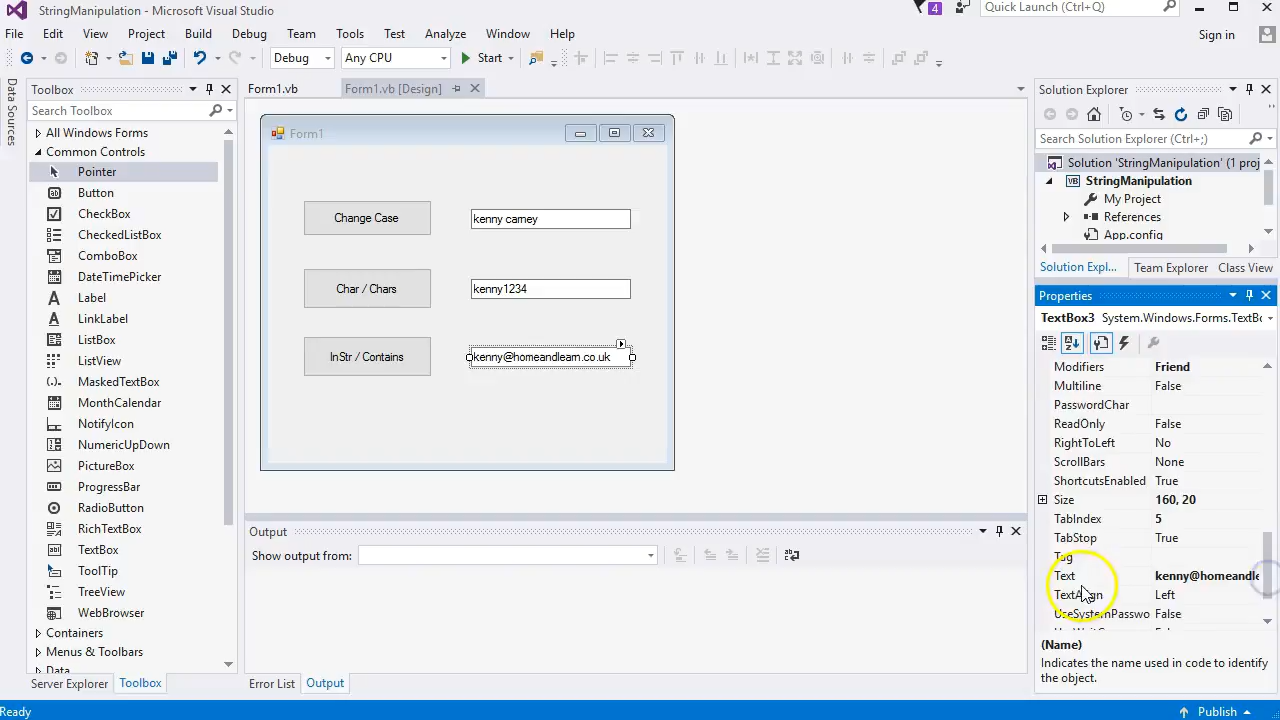 StringManipulation - Microsoft Visual Studio
4
Quick Launch (Ctrl+Q)
File Edit View Project Build Debug Team Tools Test Analyze Window Help
Sign in
Debug Any CPU Start
Data Sources
Toolbox
Search Toolbox
All Windows Forms
Common Controls
Pointer
Button
CheckBox
CheckedListBox
ComboBox
DateTimePicker
Label
LinkLabel
ListBox
ListView
MaskedTextBox
MonthCalendar
NotifyIcon
NumericUpDown
PictureBox
ProgressBar
RadioButton
RichTextBox
TextBox
ToolTip
TreeView
WebBrowser
Containers
Menus & Toolbars
Data
Server Explorer Toolbox
Form1.vb Form1.vb [Design]
Form1
Change Case kenny carney
Char / Chars kenny1234
InStr / Contains kenny@homeandlearn.co.uk
Output
Show output from:
Error List Output
Solution Explorer
Search Solution Explorer (Ctrl+;)
Solution 'StringManipulation' (1 proj
VB StringManipulation
My Project
References
App.config
Solution Expl... Team Explorer Class View
Properties
TextBox3 System.Windows.Forms.TextBo
Modifiers Friend
Multiline False
PasswordChar
ReadOnly False
RightToLeft No
ScrollBars None
ShortcutsEnabled True
Size 160, 20
TabIndex 5
TabStop True
Tag
Text kenny@homeandle
TextAlign Left
UseSystemPasswo False
(Name)
Indicates the name used in code to identify
the object.
Ready
Publish